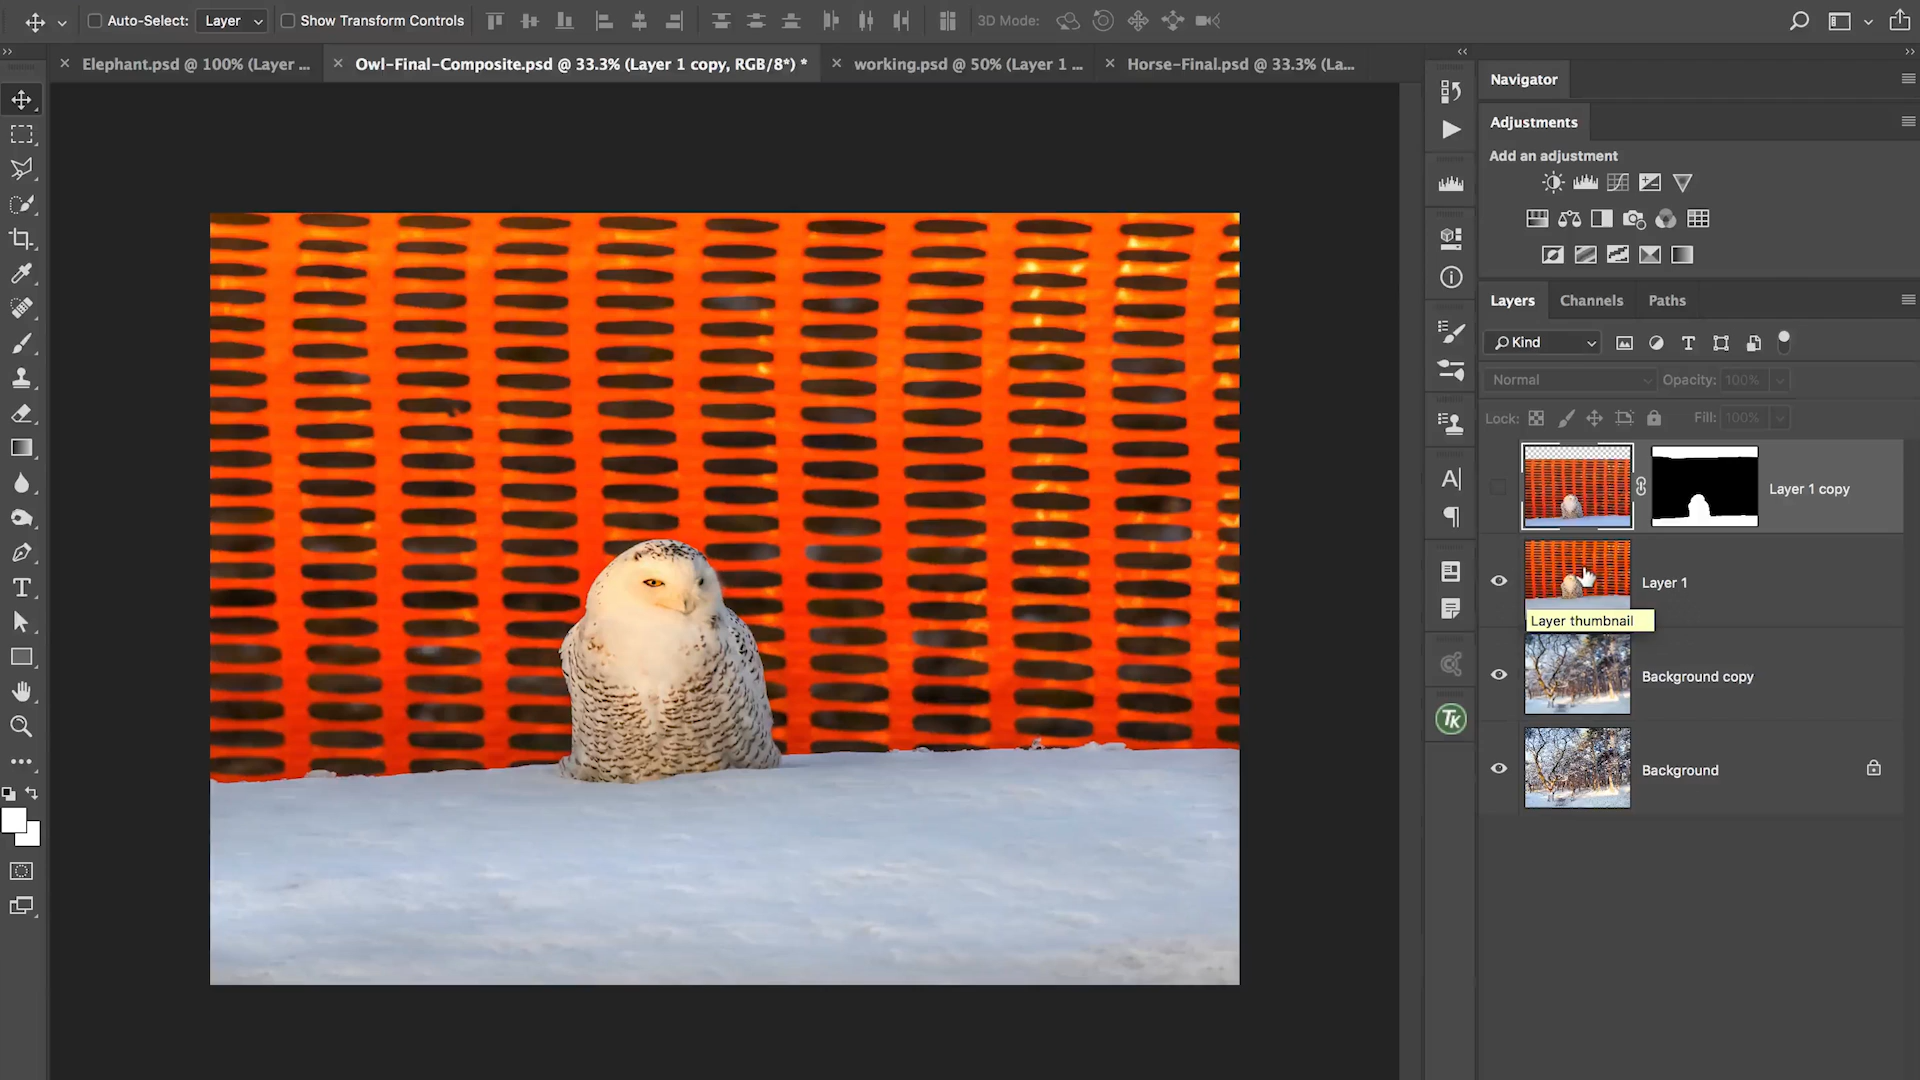 Auto-Select: Layer Show Transform Controls 3D Mode:
Elephant.psd @ 100% (Layer ... Owl-Final-Composite.psd @ 33.3% (Layer 1 copy, RGB/8*) * working.psd @ 50% (Layer 1 ... Horse-Final.psd @ 33.3% (La...
Navigator
Adjustments
Add an adjustment
Layers Channels Paths
Kind
Normal Opacity: 100%
Lock: Fill: 100%
Layer 1 copy
Layer 1
Layer thumbnail
Background copy
Background
TK